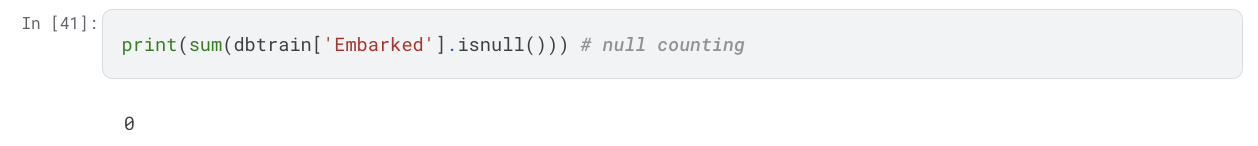 In [41]:
print(sum(dbtrain['Embarked'].isnull())) # null counting
0